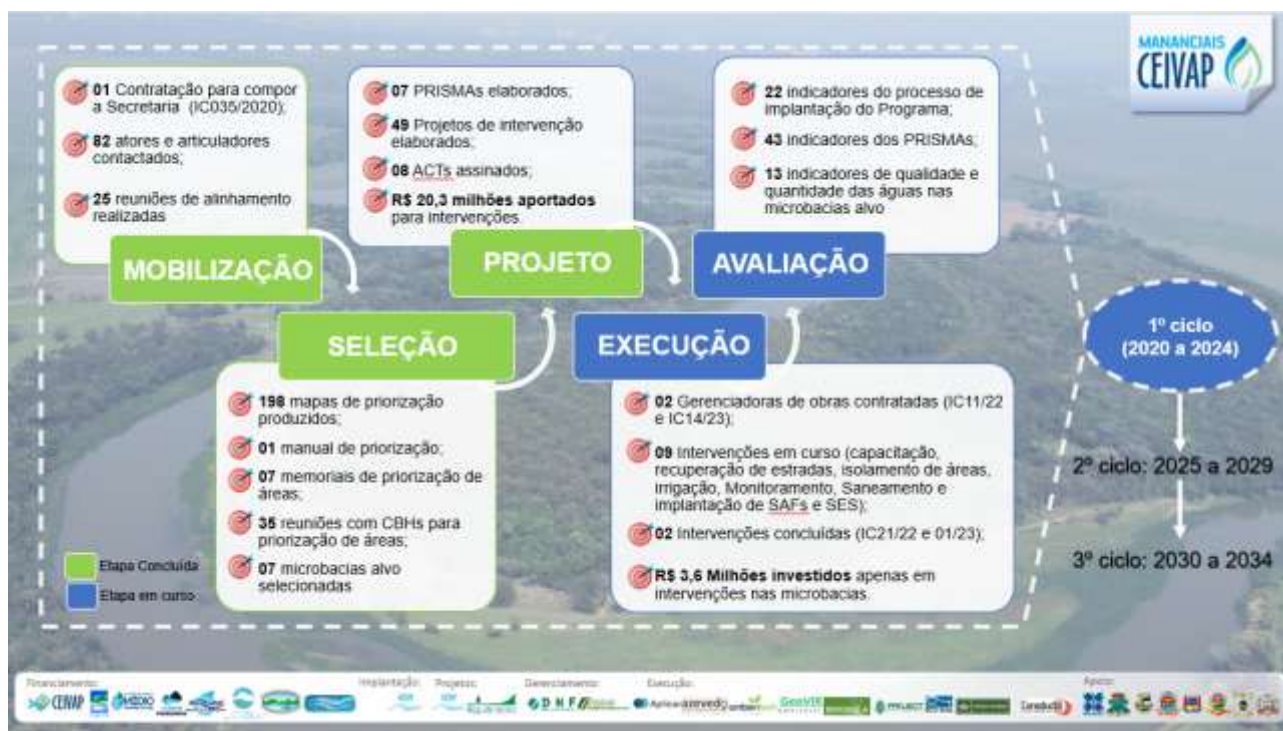 MANANCIAIS
CEIVAP
01 Contratação para compor
a Secretaria (IC035/2020);
82 atores e articuladores
contactados;
25 reuniões de alinhamento
realizadas
MOBILIZAÇÃO
07 PRISMAs elaborados;
49 Projetos de intervenção
elaborados;
08 ACTs assinados;
R$ 20,3 milhões aportados
para intervenções.
PROJETO
22 indicadores do processo de
implantação do Programa;
43 indicadores dos PRISMAs;
13 indicadores de qualidade e
quantidade das águas nas
microbacias alvo
AVALIAÇÃO
SELEÇÃO
198 mapas de priorização
produzidos;
01 manual de priorização;
07 memoriais de priorização de
áreas;
35 reuniões com CBHs para
priorização de áreas;
07 microbacias alvo
selecionadas
EXECUÇÃO
02 Gerenciadoras de obras contratadas (IC11/22
e IC14/23);
09 Intervenções em curso (capacitação,
recuperação de estradas, isolamento de áreas,
irrigação, Monitoramento, Saneamento e
implantação de SAFs e SES);
02 Intervenções concluídas (IC21/22 e 01/23);
R$ 3,6 Milhões investidos apenas em
intervenções nas microbacias.
1º ciclo
(2020 a 2024)
2º ciclo: 2025 a 2029
3º ciclo: 2030 a 2034
Etapa Concluída
Etapa em curso
Financiamento:
Implantação:
Projetos:
Gerenciamento:
Execução:
Apoio:
CEIVAP